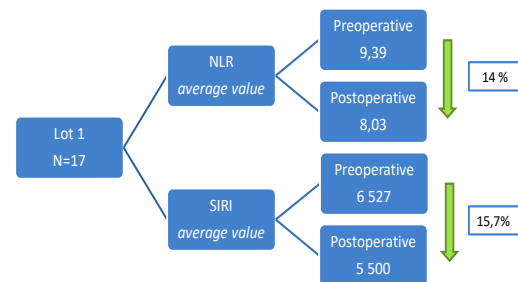 Lot 1
N=17
NLR
average value
Preoperative
9,39
Postoperative
8,03
14 %
SIRI
average value
Preoperative
6 527
Postoperative
5 500
15,7%